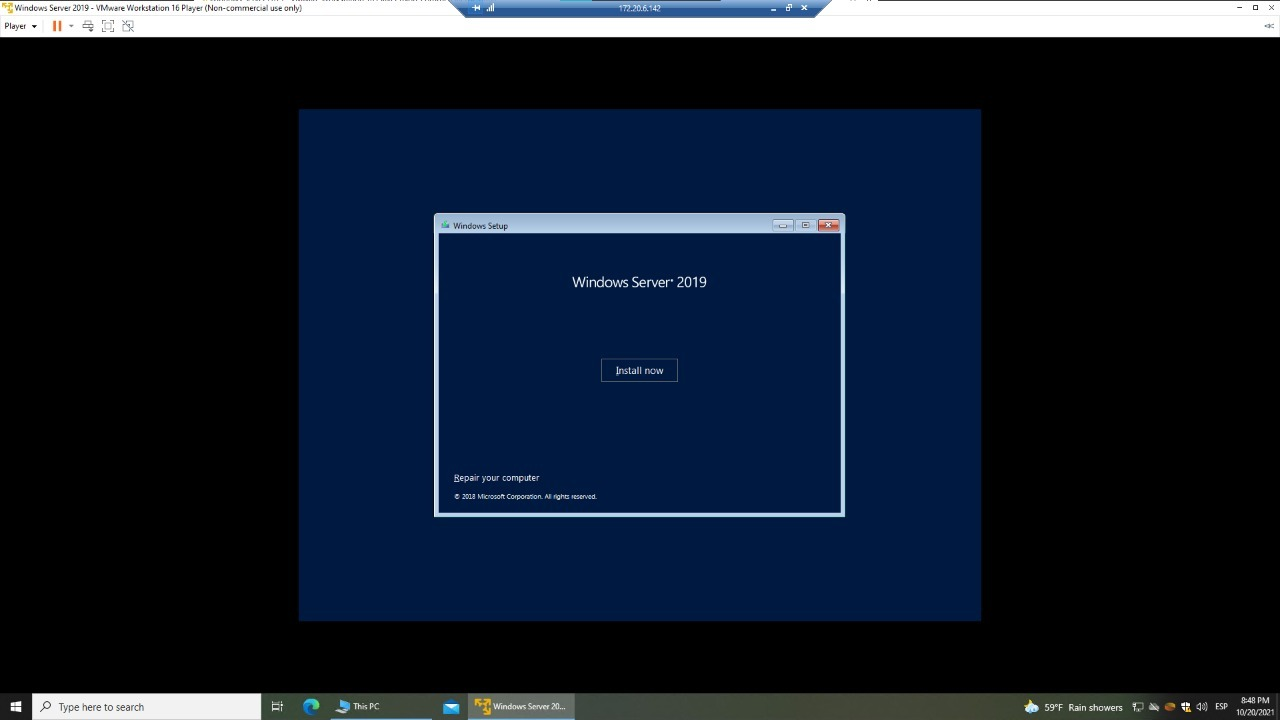 Windows Server 2019 - VMware Workstation 16 Player (Non-commercial use only)
172.20.6.142
Player
Windows Setup
Windows Server® 2019
Install now
Repair your computer
© 2018 Microsoft Corporation. All rights reserved.
Type here to search
This PC
Windows Server 20...
59°F Rain showers
ESP
8:48 PM
10/20/2021